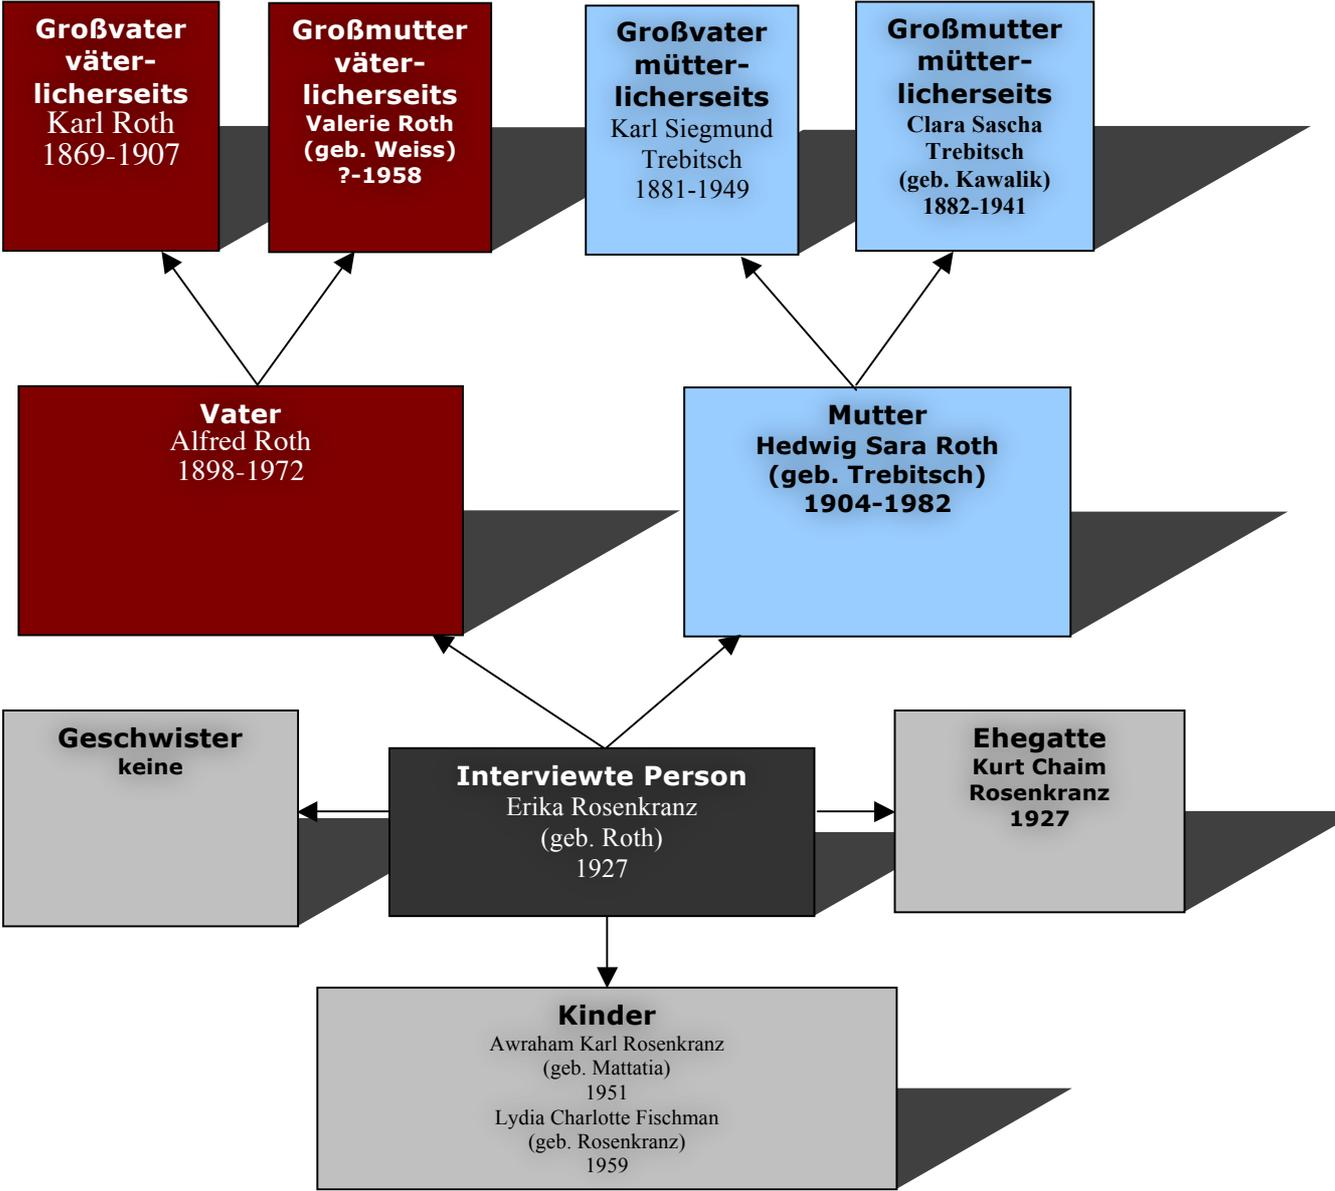 Großvater
väter-
licherseits
Karl Roth
1869-1907
Großmutter
väter-
licherseits
Valerie Roth
(geb. Weiss)
?-1958
Großvater
mütter-
licherseits
Karl Siegmund
Trebitsch
1881-1949
Großmutter
mütter-
licherseits
Clara Sascha
Trebitsch
(geb. Kawalik)
1882-1941
Vater
Alfred Roth
1898-1972
Mutter
Hedwig Sara Roth
(geb. Trebitsch)
1904-1982
Geschwister
keine
Interviewte Person
Erika Rosenkranz
(geb. Roth)
1927
Ehegatte
Kurt Chaim
Rosenkranz
1927
Kinder
Awraham Karl Rosenkranz
(geb. Mattatia)
1951
Lydia Charlotte Fischman
(geb. Rosenkranz)
1959